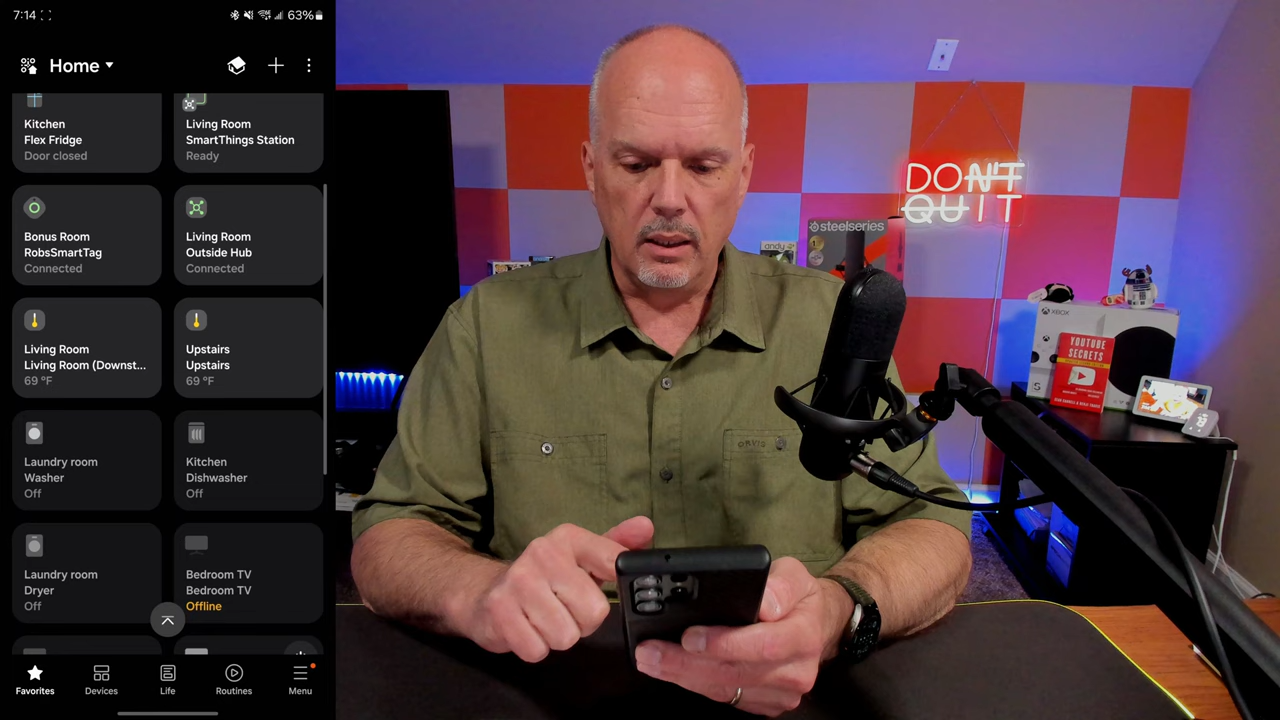 7:14
63%
Home
Kitchen
Flex Fridge
Door closed
Living Room
SmartThings Station
Ready
Bonus Room
RobsSmartTag
Connected
Living Room
Outside Hub
Connected
Living Room
Living Room (Downst...
69 °F
Upstairs
Upstairs
69 °F
Laundry room
Washer
Off
Kitchen
Dishwasher
Off
Laundry room
Dryer
Off
Bedroom TV
Bedroom TV
Offline
Favorites
Devices
Life
Routines
Menu
DON'T
QUIT
steelseries
andy
ORVIS
XBOX
YOUTUBE
SECRETS